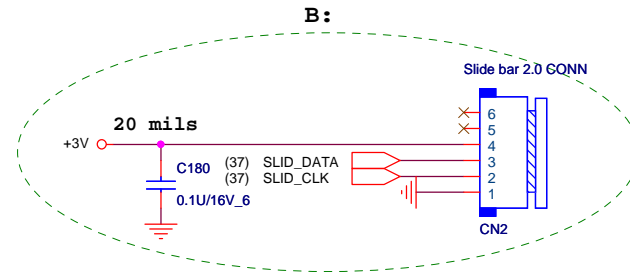 B:
Slide bar 2.0 CONN
20 mils
+3V
C180
0.1U/16V_6
(37) SLID_DATA
(37) SLID_CLK
6
5
4
3
2
1
CN2